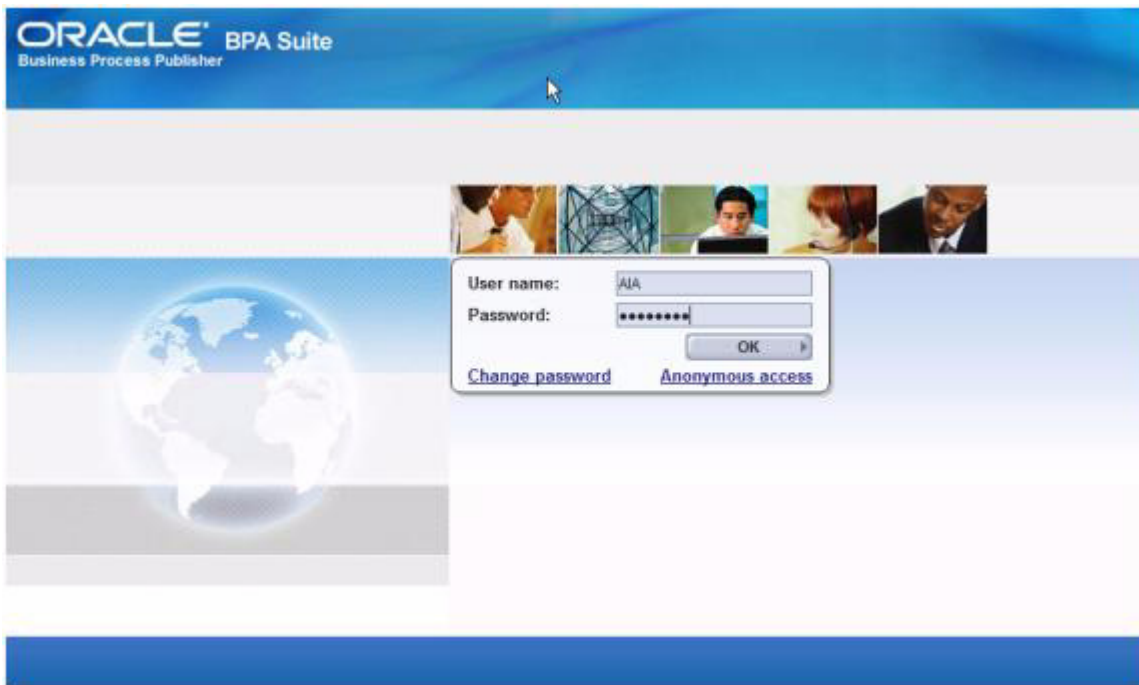 ORACLE BPA Suite
Business Process Publisher
User name: AIA
Password: ••••••••
OK
Change password Anonymous access